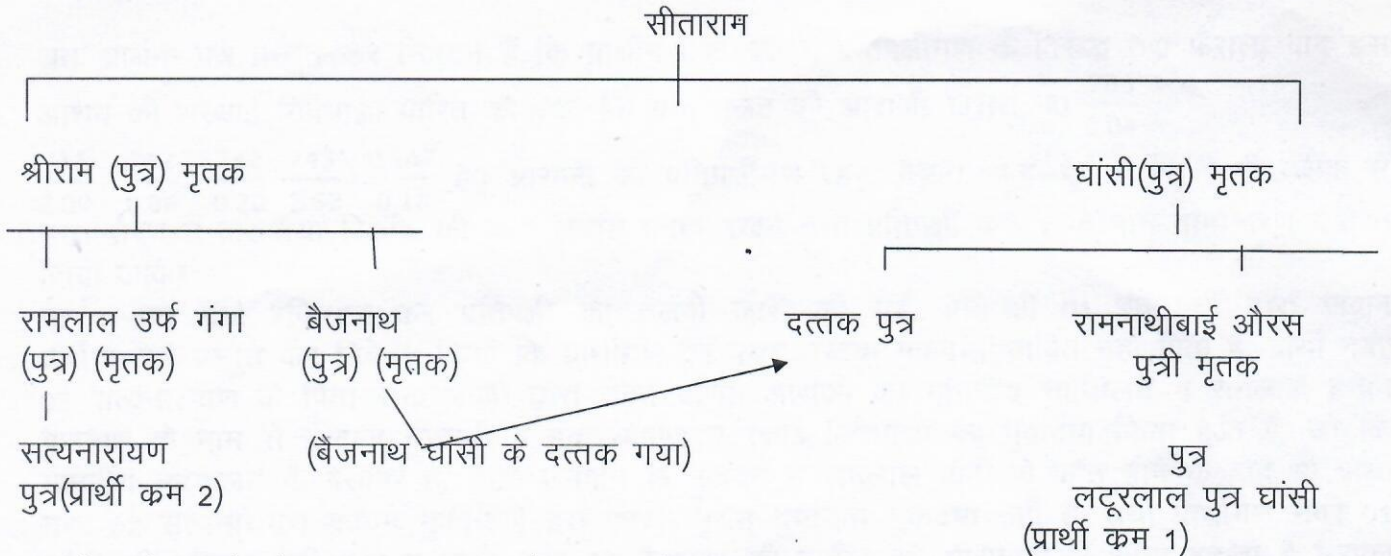 सीताराम
श्रीराम (पुत्र) मृतक
घांसी(पुत्र) मृतक
रामलाल उर्फ गंगा
(पुत्र) (मृतक)
बैजनाथ
(पुत्र) (मृतक)
दत्तक पुत्र
रामनाथीबाई औरस
पुत्री मृतक
सत्यनारायण
पुत्र(प्रार्थी कम 2)
(बैजनाथ घांसी के दत्तक गया)
पुत्र
लटूरलाल पुत्र घांसी
(प्रार्थी कम 1)